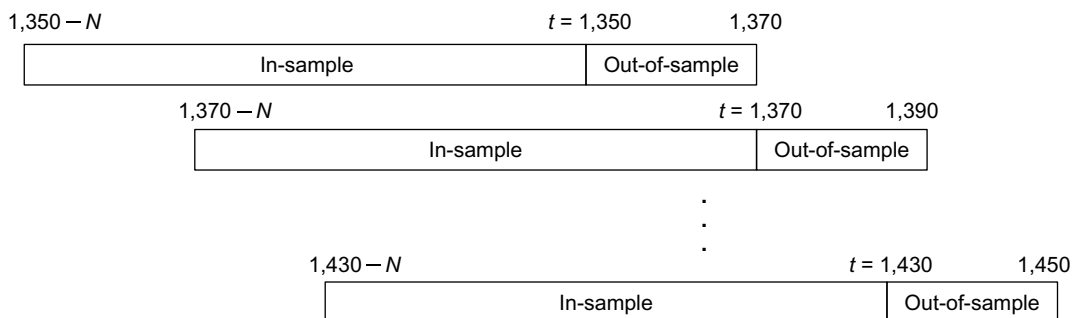 1,350 – N t = 1,350 1,370
In-sample Out-of-sample
1,370 – N t = 1,370 1,390
In-sample Out-of-sample
1,430 – N t = 1,430 1,450
In-sample Out-of-sample